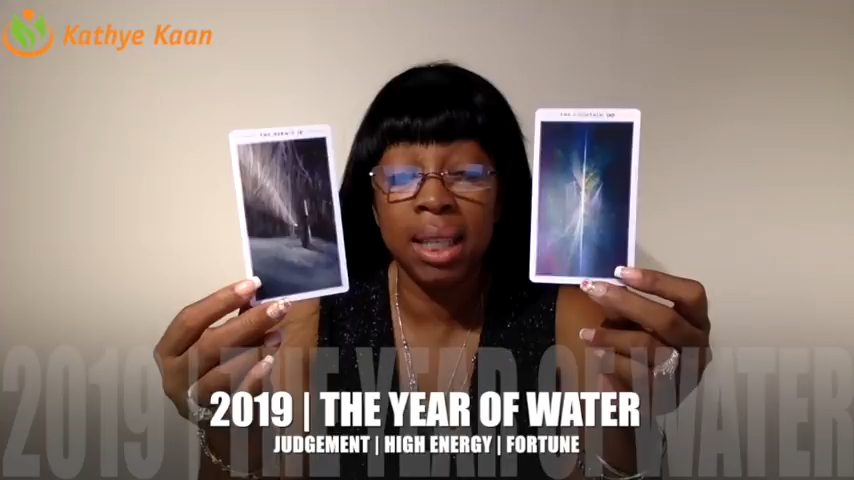 Kathye Kaan
2019 | THE YEAR OF WATER
2019 | THE YEAR OF WATER
JUDGEMENT | HIGH ENERGY | FORTUNE